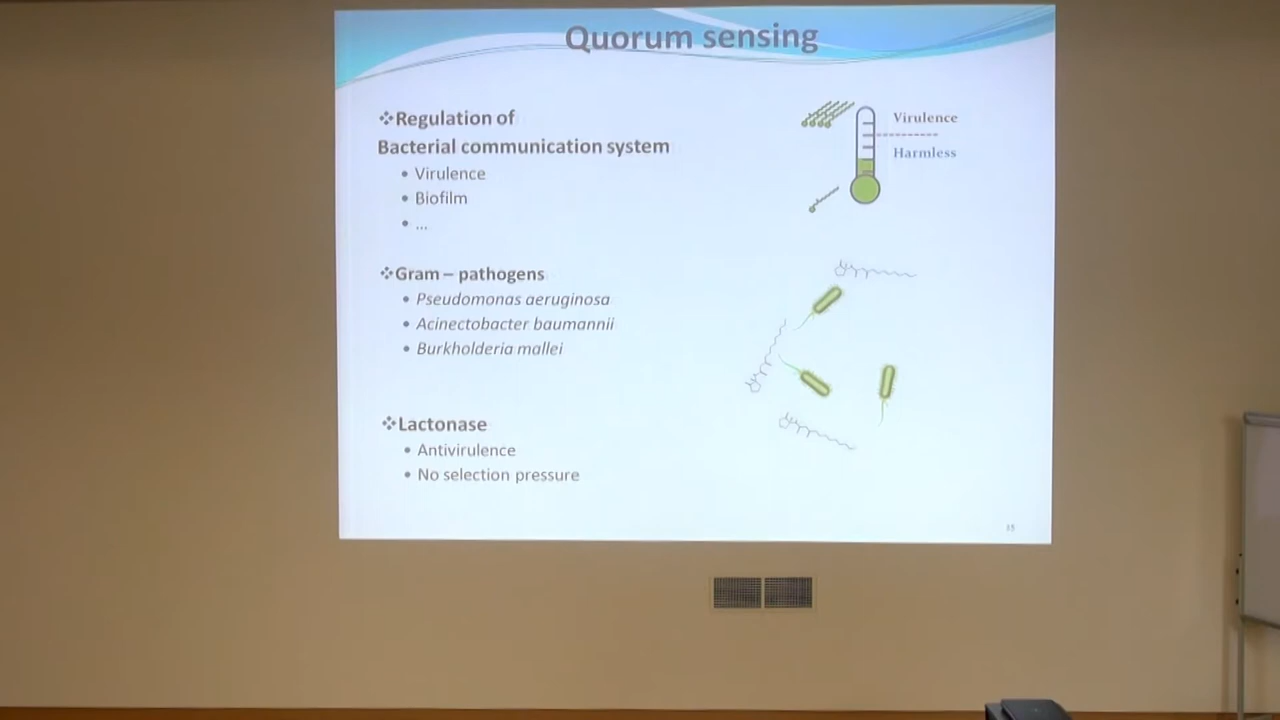 Quorum sensing
❖Regulation of
Bacterial communication system
• Virulence
• Biofilm
• ...
❖Gram – pathogens
• Pseudomonas aeruginosa
• Acinectobacter baumannii
• Burkholderia mallei
❖Lactonase
• Antivirulence
• No selection pressure
Virulence
Harmless
15